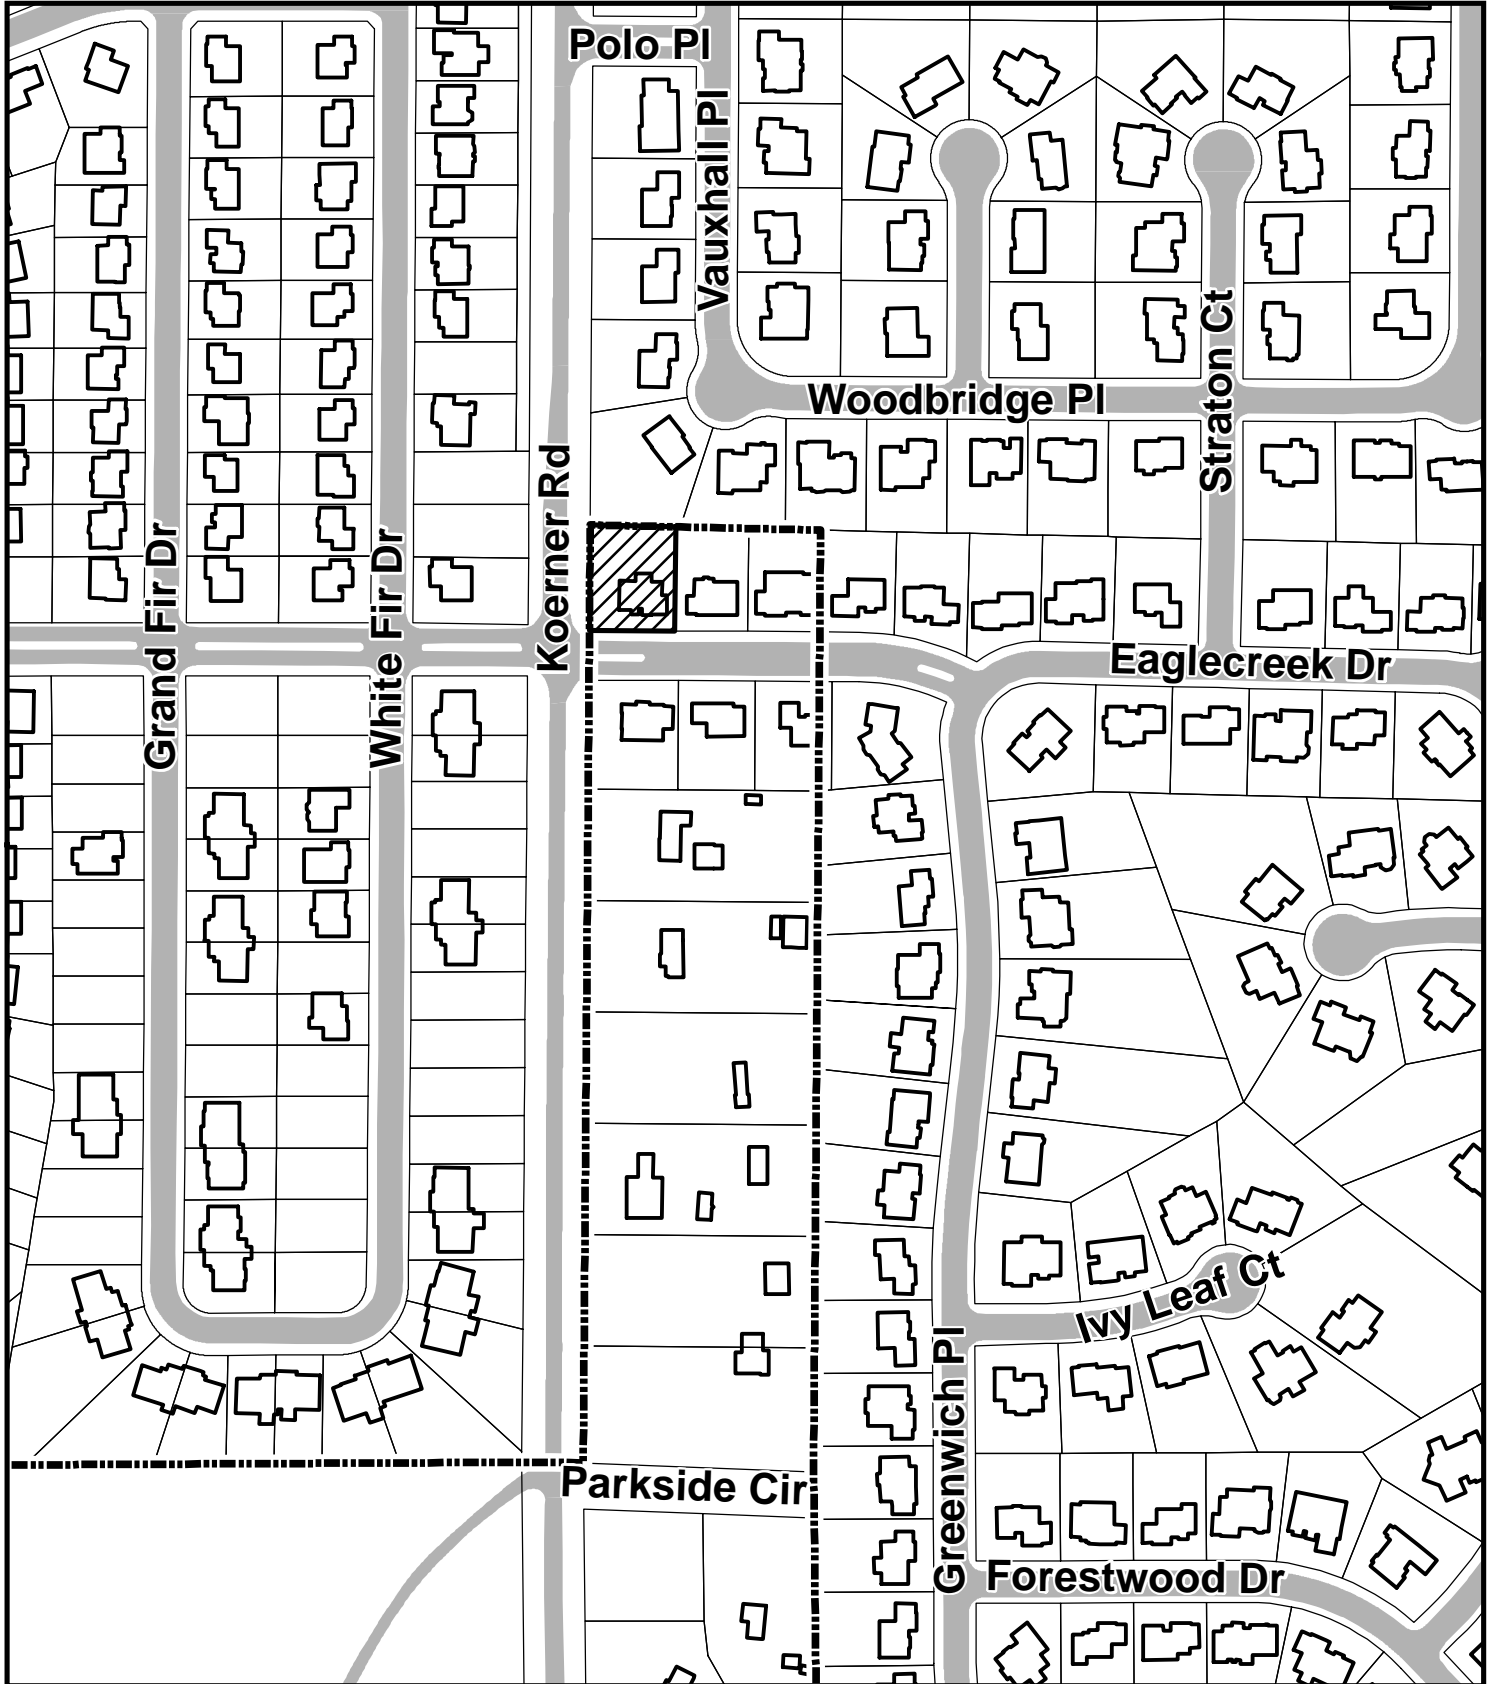 Polo Pl
Vauxhall Pl
Woodbridge Pl
Straton Ct
Koerner Rd
Grand Fir Dr
White Fir Dr
Eaglecreek Dr
Ivy Leaf Ct
Greenwich Pl
Parkside Cir
Forestwood Dr